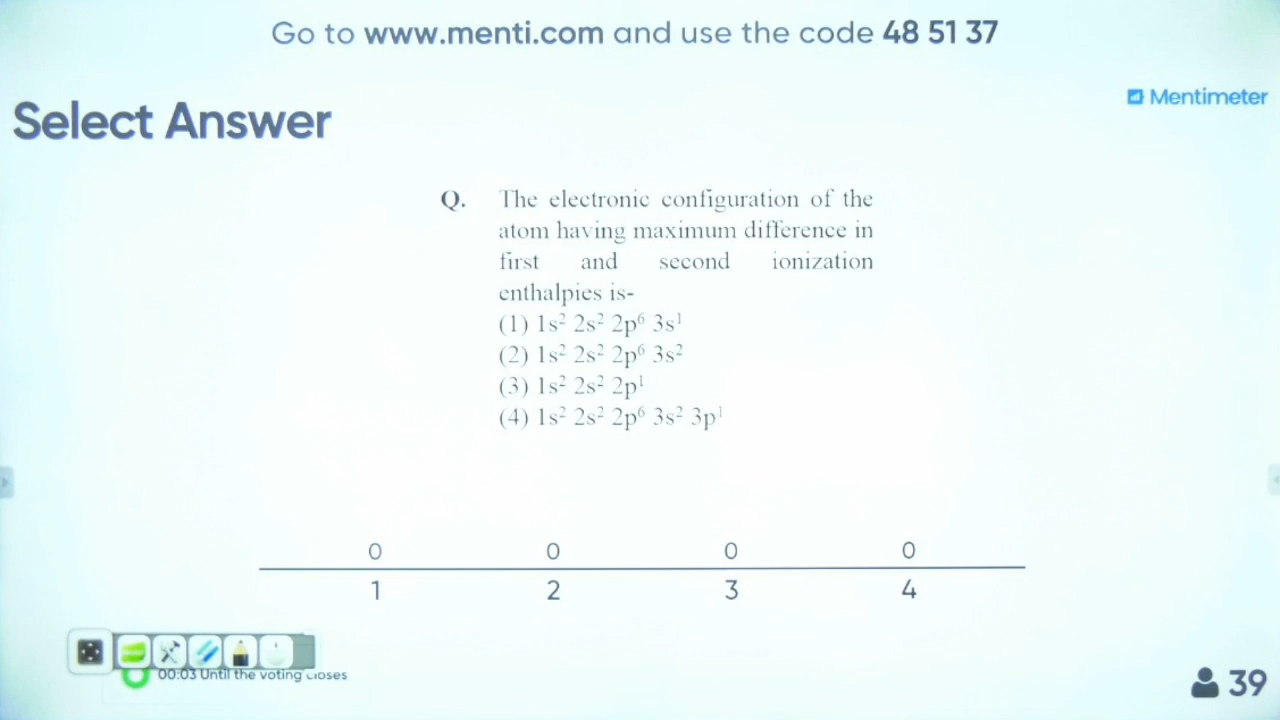 Go to www.menti.com and use the code 48 51 37
Mentimeter
Select Answer
Q. The electronic configuration of the
atom having maximum difference in
first and second ionization
enthalpies is-
(1) 1s² 2s² 2p⁶ 3s¹
(2) 1s² 2s² 2p⁶ 3s²
(3) 1s² 2s² 2p¹
(4) 1s² 2s² 2p⁶ 3s² 3p¹
0 0 0 0
1 2 3 4
00:03 Until the voting closes
39